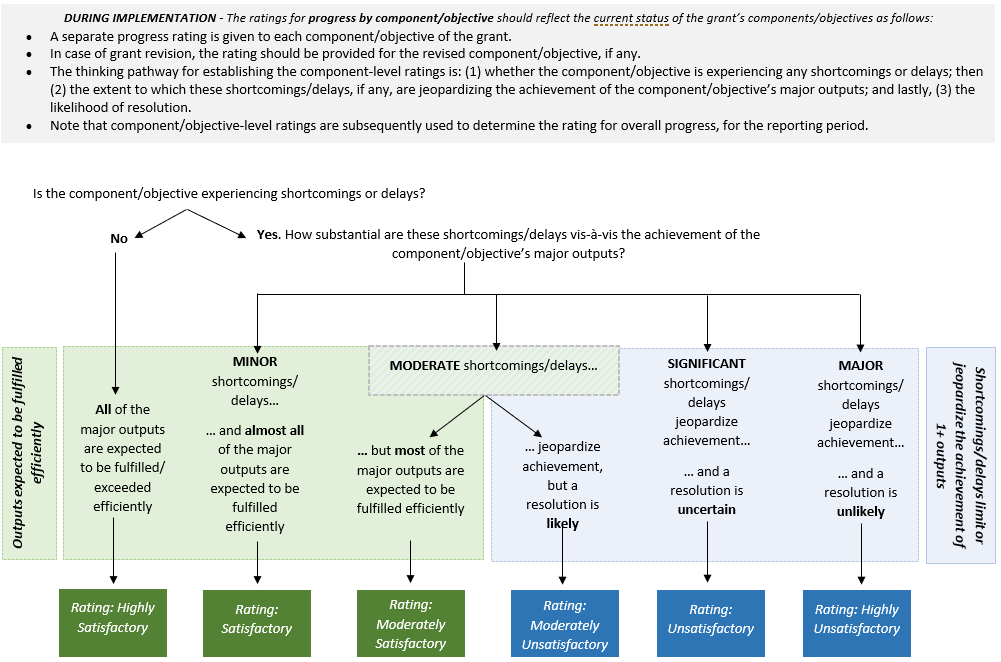 DURING IMPLEMENTATION - The ratings for progress by component/objective should reflect the current status of the grant's components/objectives as follows:
• A separate progress rating is given to each component/objective of the grant.
• In case of grant revision, the rating should be provided for the revised component/objective, if any.
• The thinking pathway for establishing the component-level ratings is: (1) whether the component/objective is experiencing any shortcomings or delays; then
(2) the extent to which these shortcomings/delays, if any, are jeopardizing the achievement of the component/objective's major outputs; and lastly, (3) the
likelihood of resolution.
• Note that component/objective-level ratings are subsequently used to determine the rating for overall progress, for the reporting period.
Is the component/objective experiencing shortcomings or delays?
No
Yes. How substantial are these shortcomings/delays vis-à-vis the achievement of the
component/objective's major outputs?
Outputs expected to be fulfilled
efficiently
All of the
major outputs
are expected
to be fulfilled/
exceeded
efficiently
MINOR
shortcomings/
delays...
... and almost all
of the major
outputs are
expected to be
fulfilled
efficiently
MODERATE shortcomings/delays...
... but most of the
major outputs are
expected to be
fulfilled efficiently
... jeopardize
achievement,
but a
resolution is
likely
SIGNIFICANT
shortcomings/
delays
jeopardize
achievement...
... and a
resolution is
uncertain
MAJOR
shortcomings/
delays
jeopardize
achievement...
... and a
resolution is
unlikely
Shortcomings/delays limit or
jeopardize the achievement of
1+ outputs
Rating: Highly
Satisfactory
Rating:
Satisfactory
Rating:
Moderately
Satisfactory
Rating:
Moderately
Unsatisfactory
Rating:
Unsatisfactory
Rating: Highly
Unsatisfactory